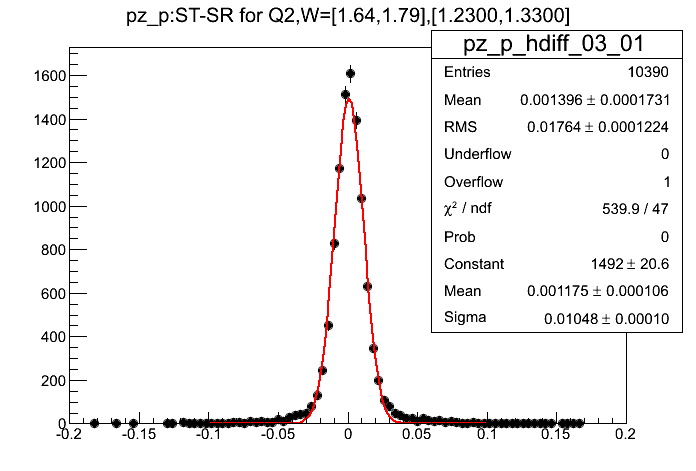 pz_p:ST-SR for Q2,W=[1.64,1.79],[1.2300,1.3300]
pz_p_hdiff_03_01
Entries 10390
Mean 0.001396 ± 0.0001731
RMS 0.01764 ± 0.0001224
Underflow 0
Overflow 1
χ² / ndf 539.9 / 47
Prob 0
Constant 1492 ± 20.6
Mean 0.001175 ± 0.000106
Sigma 0.01048 ± 0.00010
1600
1400
1200
1000
800
600
400
200
0
-0.2 -0.15 -0.1 -0.05 0 0.05 0.1 0.15 0.2